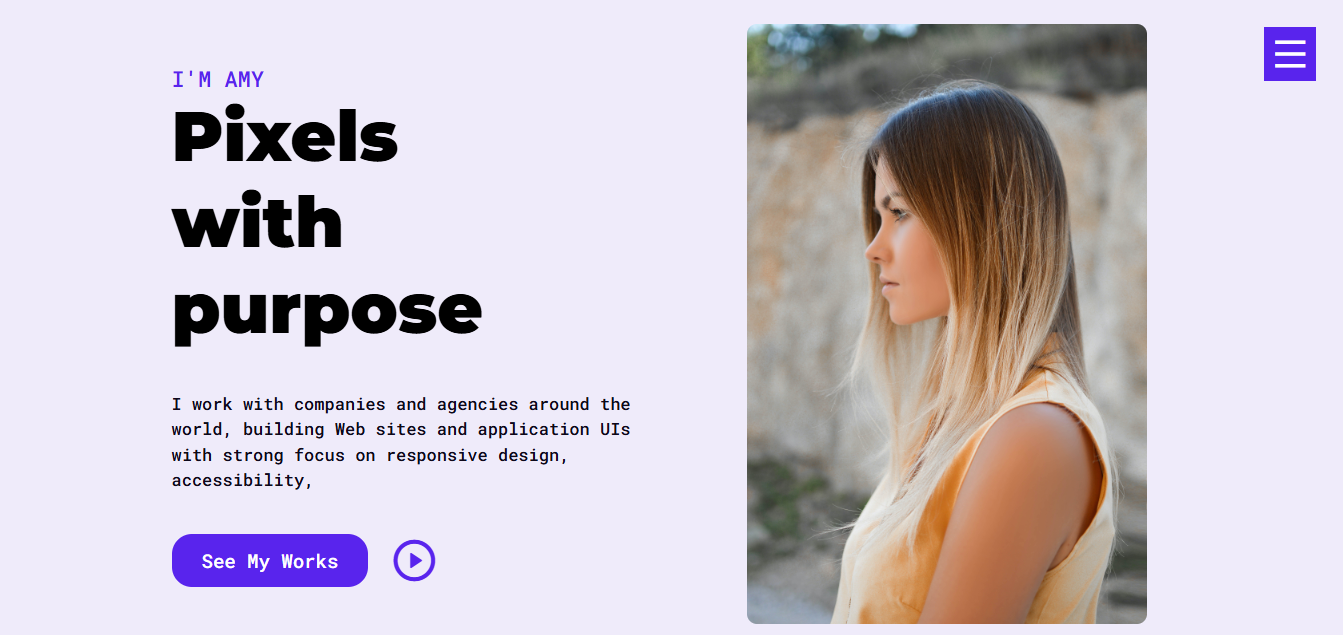 I'M AMY
Pixels
with
purpose
I work with companies and agencies around the
world, building Web sites and application UIs
with strong focus on responsive design,
accessibility,
See My Works